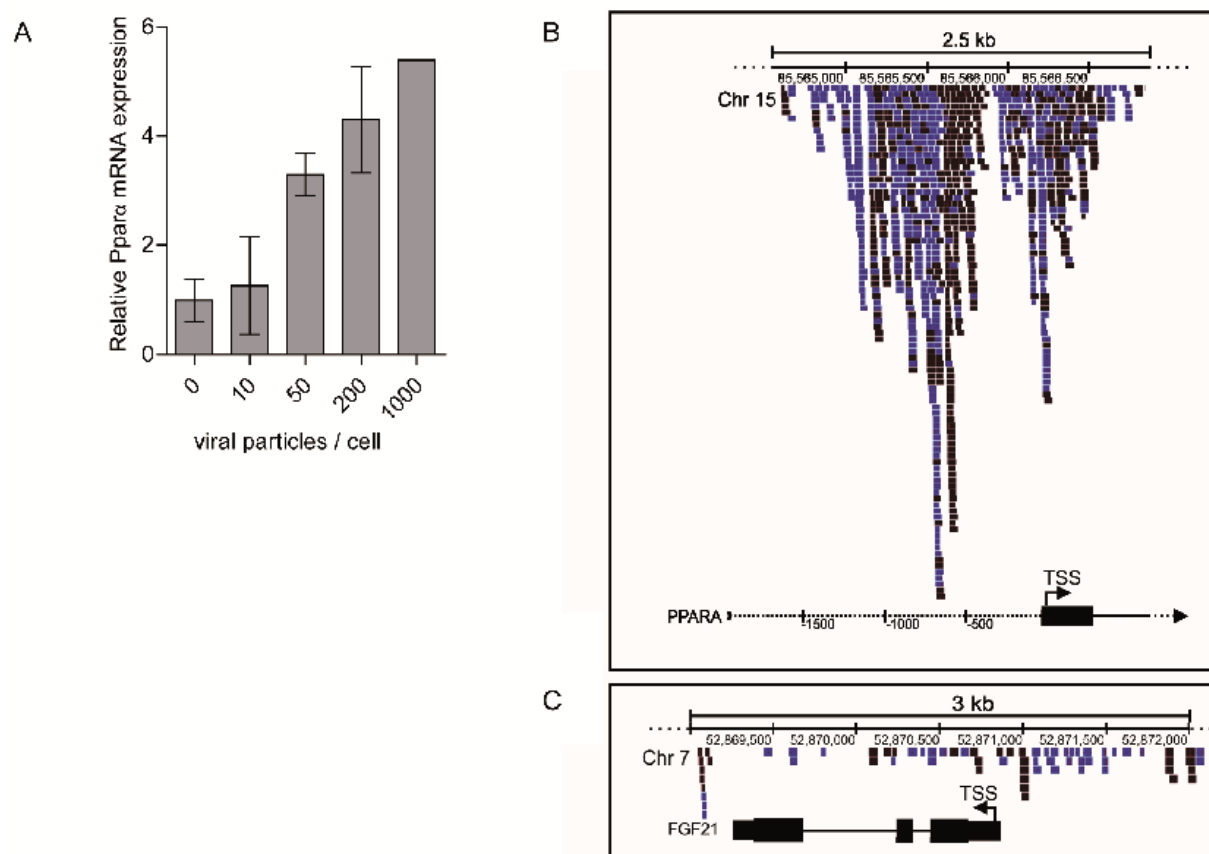 A
Relative Pparα mRNA expression
6
4
2
0
0
10
50
200
1000
viral particles / cell
B
2.5 kb
85,565,000
85,565,500
85,566,000
85,566,500
Chr 15
TSS
PPARA
-1500
-1000
-500
C
3 kb
52,869,500
52,870,000
52,870,500
52,871,000
52,871,500
52,872,000
Chr 7
TSS
FGF21